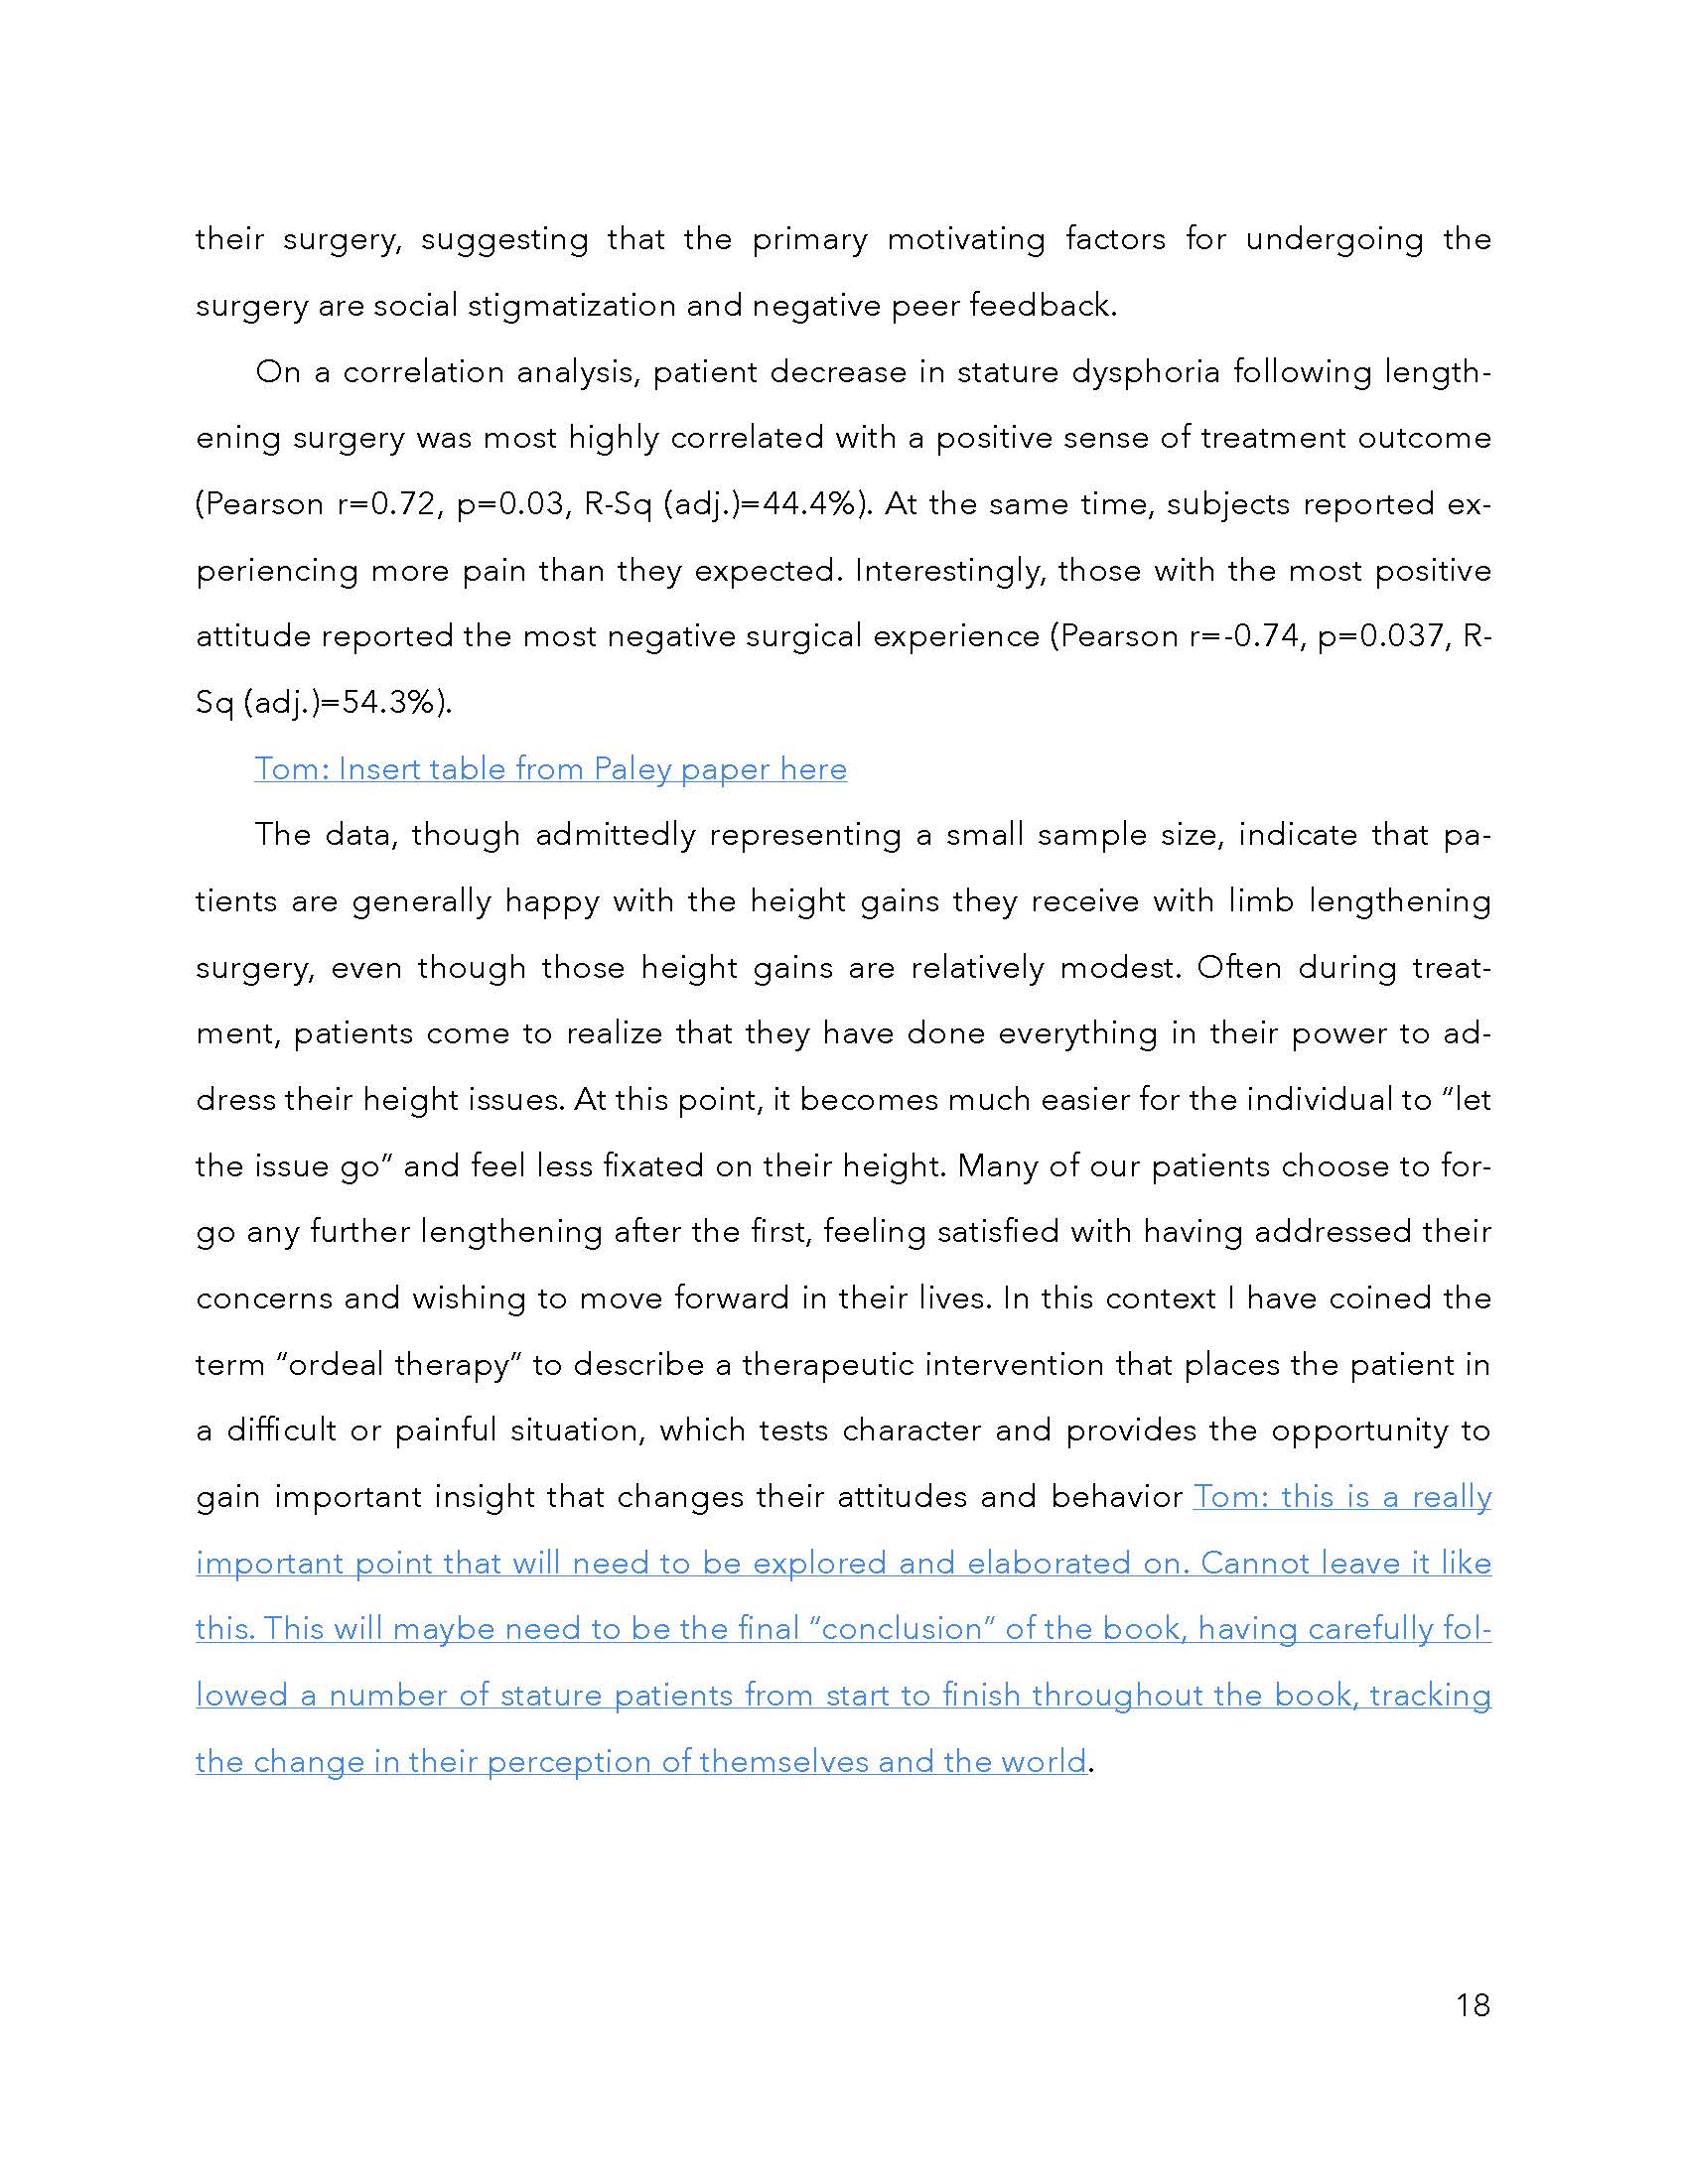 their surgery, suggesting that the primary motivating factors for undergoing the
surgery are social stigmatization and negative peer feedback.
On a correlation analysis, patient decrease in stature dysphoria following length-
ening surgery was most highly correlated with a positive sense of treatment outcome
(Pearson r=0.72, p=0.03, R-Sq (adj.)=44.4%). At the same time, subjects reported ex-
periencing more pain than they expected. Interestingly, those with the most positive
attitude reported the most negative surgical experience (Pearson r=-0.74, p=0.037, R-
Sq (adj.)=54.3%).
Tom: Insert table from Paley paper here
The data, though admittedly representing a small sample size, indicate that pa-
tients are generally happy with the height gains they receive with limb lengthening
surgery, even though those height gains are relatively modest. Often during treat-
ment, patients come to realize that they have done everything in their power to ad-
dress their height issues. At this point, it becomes much easier for the individual to “let
the issue go” and feel less fixated on their height. Many of our patients choose to for-
go any further lengthening after the first, feeling satisfied with having addressed their
concerns and wishing to move forward in their lives. In this context I have coined the
term “ordeal therapy” to describe a therapeutic intervention that places the patient in
a difficult or painful situation, which tests character and provides the opportunity to
gain important insight that changes their attitudes and behavior Tom: this is a really
important point that will need to be explored and elaborated on. Cannot leave it like
this. This will maybe need to be the final “conclusion” of the book, having carefully fol-
lowed a number of stature patients from start to finish throughout the book, tracking
the change in their perception of themselves and the world.
18